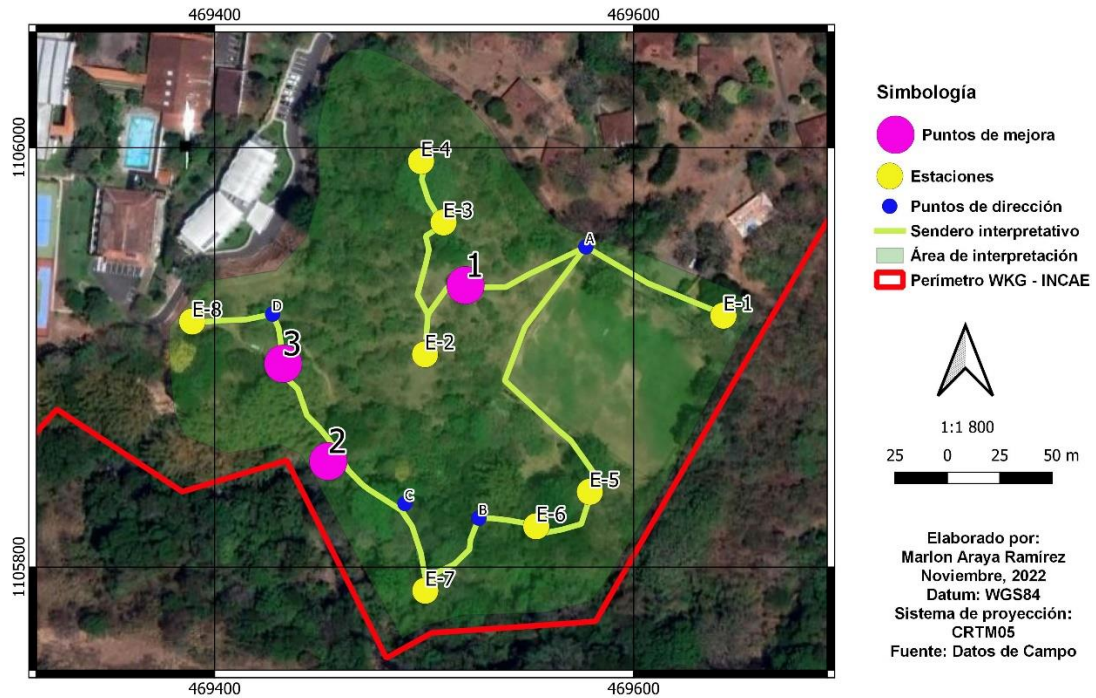 469400
469600
1106000
1105800
E-4
E-3
A
1
E-1
E-8
D
E-2
3
2
E-5
C
B
E-6
E-7
469400
469600
Simbología
Puntos de mejora
Estaciones
Puntos de dirección
Sendero interpretativo
Área de interpretación
Perímetro WKG - INCAE
1:1 800
25 0 25 50 m
Elaborado por:
Marlon Araya Ramírez
Noviembre, 2022
Datum: WGS84
Sistema de proyección:
CRTM05
Fuente: Datos de Campo